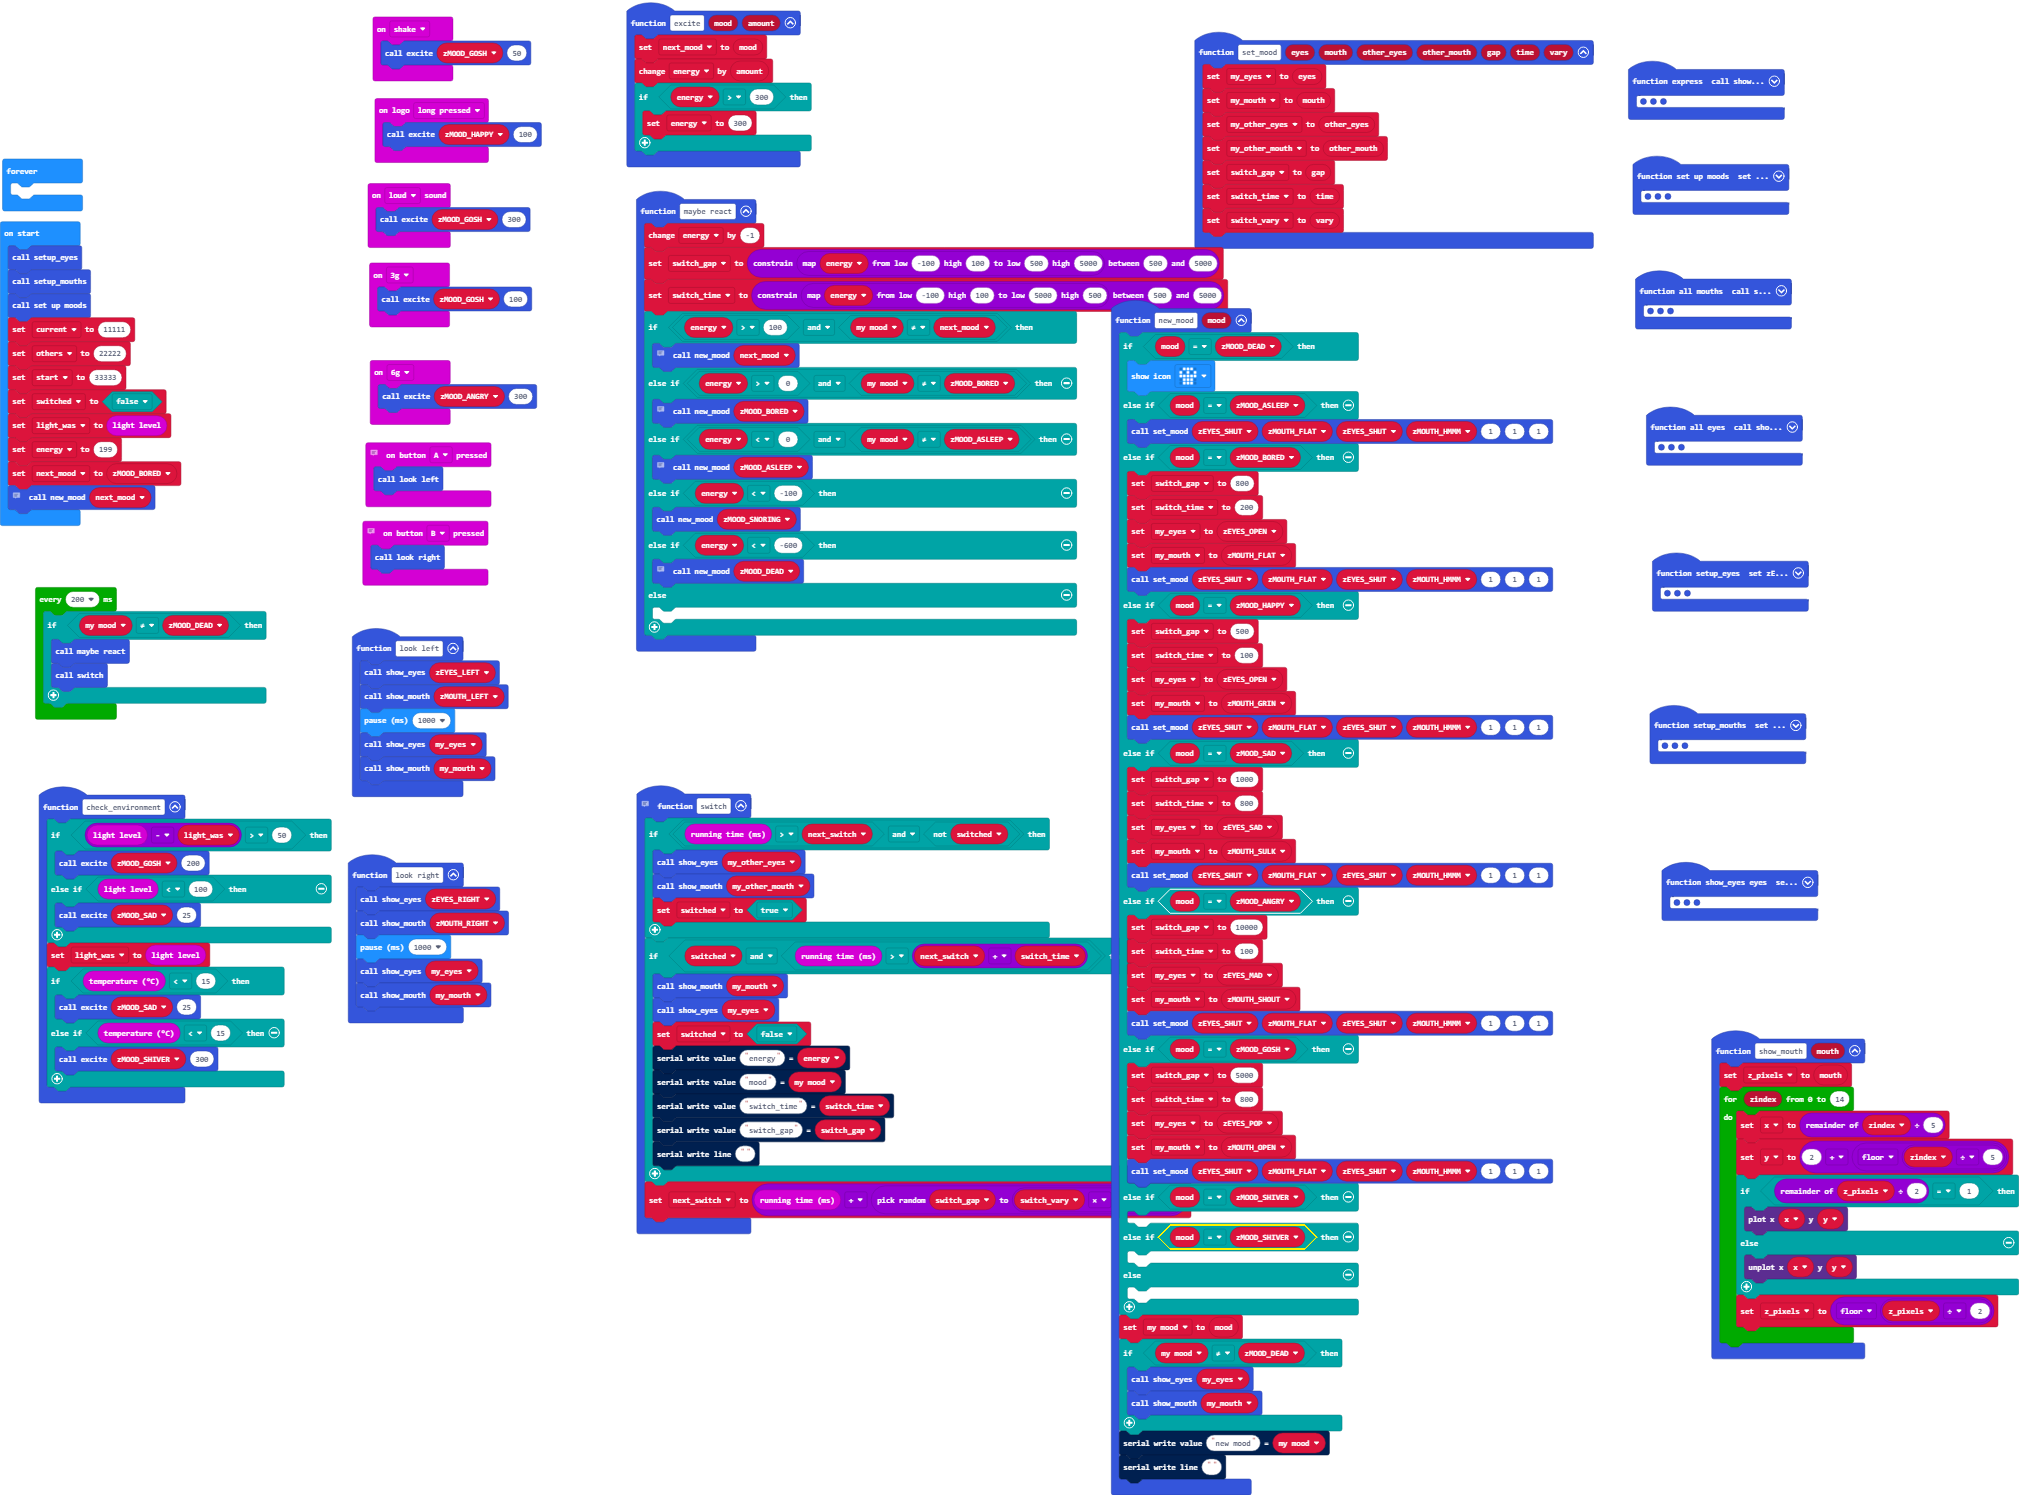 forever
on start
call setup_eyes
call setup_mouths
call set up moods
set current to 11111
set others to 22222
set start to 33333
set switched to false
set light_was to light level
set energy to 199
set next_mood to zMOOD_BORED
call new_mood next_mood
every 200 ms
if my mood ≠ zMOOD_DEAD then
call maybe react
call switch
function check_environment
if light level - light_was > 50 then
call excite zMOOD_GOSH 200
else if light level < 100 then
call excite zMOOD_SAD 25
set light_was to light level
if temperature (°C) < 15 then
call excite zMOOD_SAD 25
else if temperature (°C) < 15 then
call excite zMOOD_SHIVER 300
on shake
call excite zMOOD_GOSH 50
on logo long pressed
call excite zMOOD_HAPPY 100
on loud sound
call excite zMOOD_GOSH 300
on 3g
call excite zMOOD_GOSH 100
on 6g
call excite zMOOD_ANGRY 300
on button A pressed
call look left
on button B pressed
call look right
function look left
call show_eyes zEYES_LEFT
call show_mouth zMOUTH_LEFT
pause (ms) 1000
call show_eyes my_eyes
call show_mouth my_mouth
function look right
call show_eyes zEYES_RIGHT
call show_mouth zMOUTH_RIGHT
pause (ms) 1000
call show_eyes my_eyes
call show_mouth my_mouth
function excite mood amount
set next_mood to mood
change energy by amount
if energy > 300 then
set energy to 300
function maybe react
change energy by -1
set switch_gap to constrain map energy from low -100 high 100 to low 500 high 5000 between 500 and 5000
set switch_time to constrain map energy from low -100 high 100 to low 5000 high 500 between 500 and 5000
if energy > 100 and my mood ≠ next_mood then
call new_mood next_mood
else if energy > 0 and my mood ≠ zMOOD_BORED then
call new_mood zMOOD_BORED
else if energy < 0 and my mood ≠ zMOOD_ASLEEP then
call new_mood zMOOD_ASLEEP
else if energy < -100 then
call new_mood zMOOD_SNORING
else if energy < -600 then
call new_mood zMOOD_DEAD
else
function switch
if running time (ms) > next_switch and not switched then
call show_eyes my_other_eyes
call show_mouth my_other_mouth
set switched to true
if switched and running time (ms) > next_switch + switch_time
call show_mouth my_mouth
call show_eyes my_eyes
set switched to false
serial write value "energy" = energy
serial write value "mood" = my mood
serial write value "switch_time" = switch_time
serial write value "switch_gap" = switch_gap
serial write line ""
set next_switch to running time (ms) + pick random switch_gap to switch_vary ×
function set_mood eyes mouth other_eyes other_mouth gap time vary
set my_eyes to eyes
set my_mouth to mouth
set my_other_eyes to other_eyes
set my_other_mouth to other_mouth
set switch_gap to gap
set switch_time to time
set switch_vary to vary
function new_mood mood
if mood = zMOOD_DEAD then
show icon
else if mood = zMOOD_ASLEEP then
call set_mood zEYES_SHUT zMOUTH_FLAT zEYES_SHUT zMOUTH_HMMM 1 1 1
else if mood = zMOOD_BORED then
set switch_gap to 800
set switch_time to 200
set my_eyes to zEYES_OPEN
set my_mouth to zMOUTH_FLAT
call set_mood zEYES_SHUT zMOUTH_FLAT zEYES_SHUT zMOUTH_HMMM 1 1 1
else if mood = zMOOD_HAPPY then
set switch_gap to 500
set switch_time to 100
set my_eyes to zEYES_OPEN
set my_mouth to zMOUTH_GRIN
call set_mood zEYES_SHUT zMOUTH_FLAT zEYES_SHUT zMOUTH_HMMM 1 1 1
else if mood = zMOOD_SAD then
set switch_gap to 1000
set switch_time to 800
set my_eyes to zEYES_SAD
set my_mouth to zMOUTH_SULK
call set_mood zEYES_SHUT zMOUTH_FLAT zEYES_SHUT zMOUTH_HMMM 1 1 1
else if mood = zMOOD_ANGRY then
set switch_gap to 10000
set switch_time to 100
set my_eyes to zEYES_MAD
set my_mouth to zMOUTH_SHOUT
call set_mood zEYES_SHUT zMOUTH_FLAT zEYES_SHUT zMOUTH_HMMM 1 1 1
else if mood = zMOOD_GOSH then
set switch_gap to 5000
set switch_time to 800
set my_eyes to zEYES_POP
set my_mouth to zMOUTH_OPEN
call set_mood zEYES_SHUT zMOUTH_FLAT zEYES_SHUT zMOUTH_HMMM 1 1 1
else if mood = zMOOD_SHIVER then
else if mood = zMOOD_SHIVER then
else
set my mood to mood
if my mood ≠ zMOOD_DEAD then
call show_eyes my_eyes
call show_mouth my_mouth
serial write value "new mood" = my mood
serial write line ""
function express call show...
function set up moods set ...
function all mouths call s...
function all eyes call sho...
function setup_eyes set zE...
function setup_mouths set ...
function show_eyes eyes se...
function show_mouth mouth
set z_pixels to mouth
for zindex from 0 to 14
do
set x to remainder of zindex ÷ 5
set y to 2 + floor zindex ÷ 5
if remainder of z_pixels ÷ 2 = 1 then
plot x x y y
else
unplot x x y y
set z_pixels to floor z_pixels ÷ 2